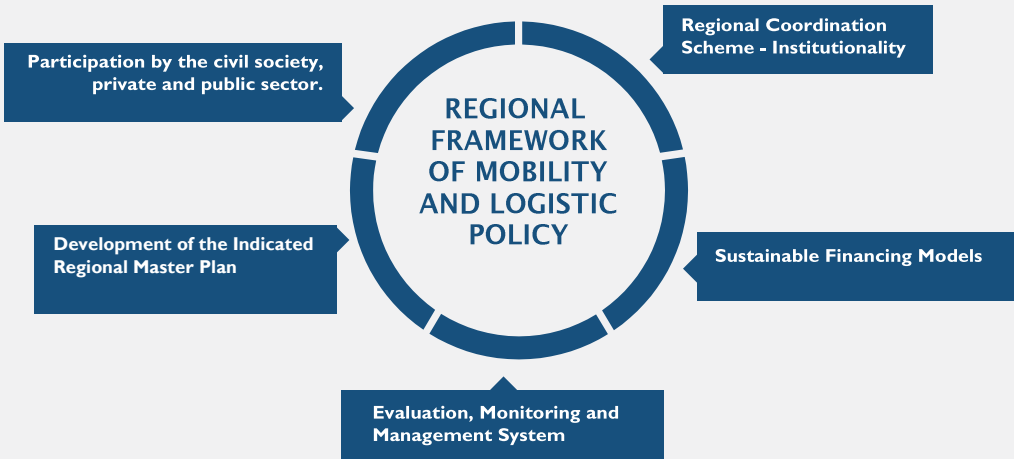 Regional Coordination
Scheme - Institutionality
Participation by the civil society,
private and public sector.
REGIONAL
FRAMEWORK
OF MOBILITY
AND LOGISTIC
POLICY
Development of the Indicated
Regional Master Plan
Sustainable Financing Models
Evaluation, Monitoring and
Management System